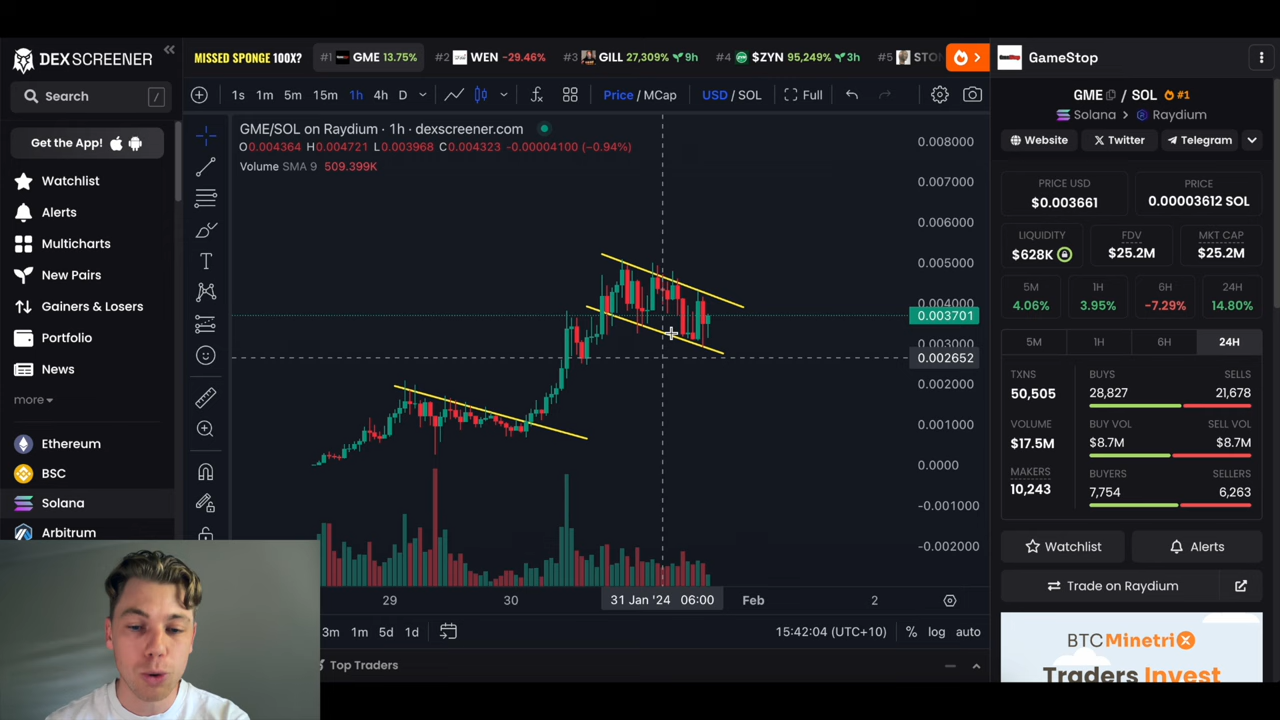 DEX SCREENER
Search
/
Get the App!
Watchlist
Alerts
Multicharts
New Pairs
Gainers & Losers
Portfolio
News
more
Ethereum
BSC
Solana
Arbitrum
MISSED SPONGE 100X?
#1 GME 13.75%
#2 WEN -29.46%
#3 GILL 27,309% 9h
#4 $ZYN 95,249% 3h
#5 STO
1s 1m 5m 15m 1h 4h D
Price / MCap
USD / SOL
Full
GME/SOL on Raydium · 1h · dexscreener.com
O0.004364 H0.004721 L0.003968 C0.004323 -0.00004100 (−0.94%)
Volume SMA 9 509.399K
0.008000
0.007000
0.006000
0.005000
0.004000
0.003701
0.003000
0.002652
0.002000
0.001000
0.0000
-0.001000
-0.002000
29
30
31 Jan '24 06:00
Feb
2
3m 1m 5d 1d
15:42:04 (UTC+10)
% log auto
Top Traders
GameStop
GME / SOL #1
Solana > Raydium
Website
Twitter
Telegram
PRICE USD
$0.003661
PRICE
0.00003612 SOL
LIQUIDITY
$628K
FDV
$25.2M
MKT CAP
$25.2M
5M
4.06%
1H
3.95%
6H
-7.29%
24H
14.80%
5M 1H 6H 24H
TXNS
50,505
BUYS
28,827
SELLS
21,678
VOLUME
$17.5M
BUY VOL
$8.7M
SELL VOL
$8.7M
MAKERS
10,243
BUYERS
7,754
SELLERS
6,263
Watchlist
Alerts
Trade on Raydium
BTCMinetriX
Traders Invest